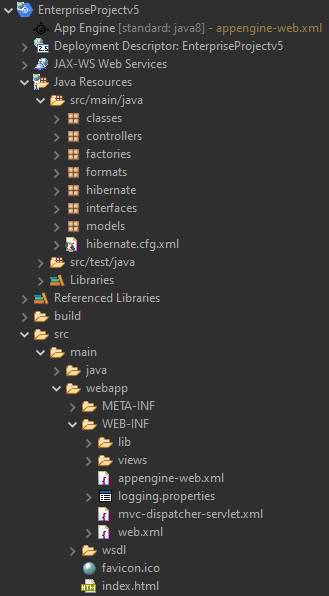 EnterpriseProjectv5
App Engine [standard: java8] - appengine-web.xml
Deployment Descriptor: EnterpriseProjectv5
JAX-WS Web Services
Java Resources
src/main/java
classes
controllers
factories
formats
hibernate
interfaces
models
hibernate.cfg.xml
src/test/java
Libraries
Referenced Libraries
build
src
main
java
webapp
META-INF
WEB-INF
lib
views
appengine-web.xml
logging.properties
mvc-dispatcher-servlet.xml
web.xml
wsdl
favicon.ico
index.html